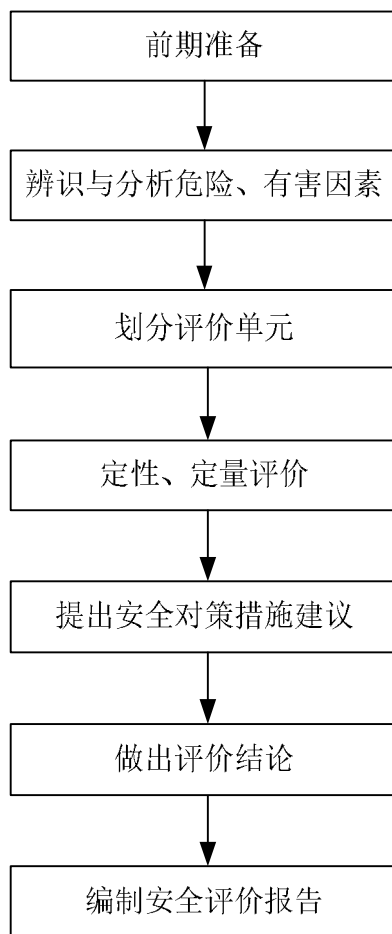 前期准备
辨识与分析危险、有害因素
划分评价单元
定性、定量评价
提出安全对策措施建议
做出评价结论
编制安全评价报告